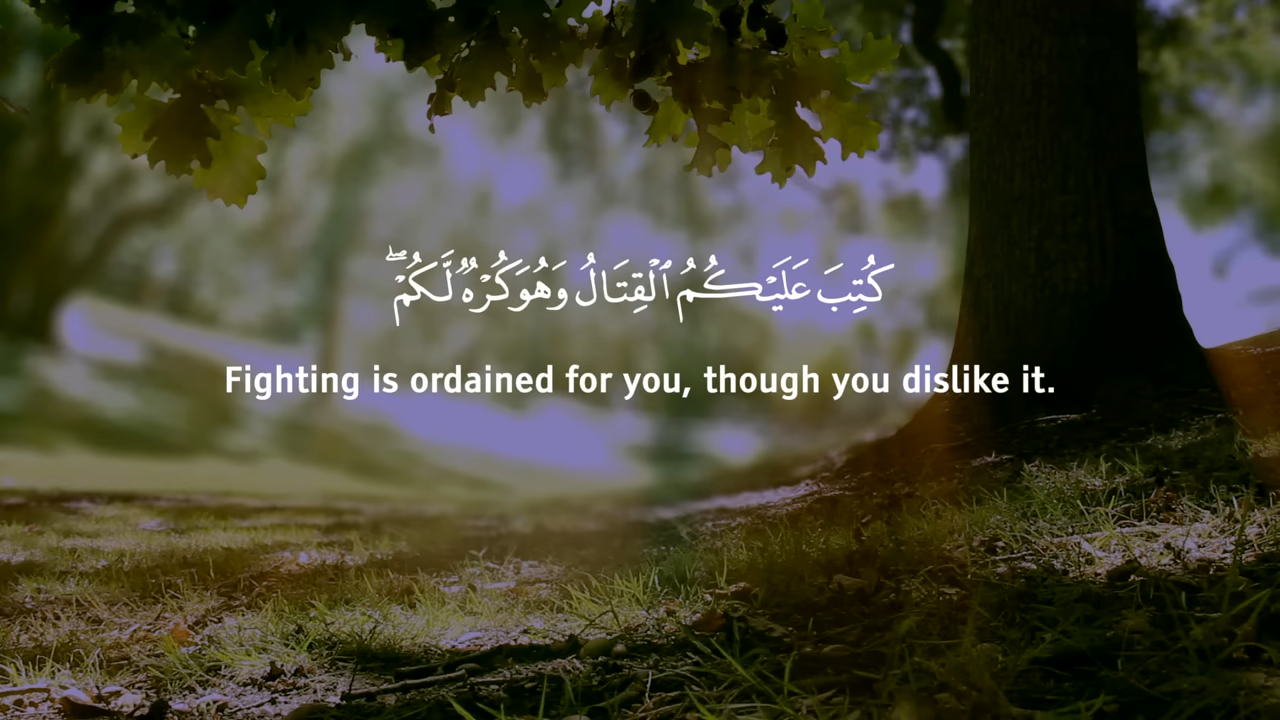 كُتِبَ عَلَيْكُمُ ٱلْقِتَالُ وَهُوَ كُرْهٌۭ لَّكُمْ ۖ
Fighting is ordained for you, though you dislike it.